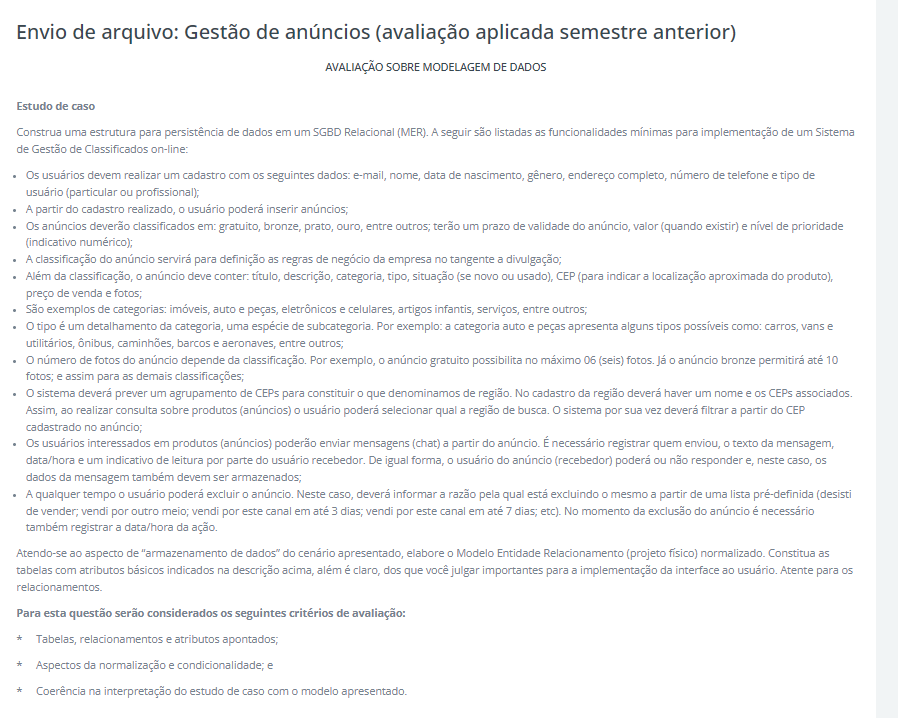 Envio de arquivo: Gestão de anúncios (avaliação aplicada semestre anterior)
AVALIAÇÃO SOBRE MODELAGEM DE DADOS
Estudo de caso
Construa uma estrutura para persistência de dados em um SGBD Relacional (MER). A seguir são listadas as funcionalidades mínimas para implementação de um Sistema
de Gestão de Classificados on-line:
• Os usuários devem realizar um cadastro com os seguintes dados: e-mail, nome, data de nascimento, gênero, endereço completo, número de telefone e tipo de
usuário (particular ou profissional);
• A partir do cadastro realizado, o usuário poderá inserir anúncios;
• Os anúncios deverão classificados em: gratuito, bronze, prato, ouro, entre outros; terão um prazo de validade do anúncio, valor (quando existir) e nível de prioridade
(indicativo numérico);
• A classificação do anúncio servirá para definição as regras de negócio da empresa no tangente a divulgação;
• Além da classificação, o anúncio deve conter: título, descrição, categoria, tipo, situação (se novo ou usado), CEP (para indicar a localização aproximada do produto),
preço de venda e fotos;
• São exemplos de categorias: imóveis, auto e peças, eletrônicos e celulares, artigos infantis, serviços, entre outros;
• O tipo é um detalhamento da categoria, uma espécie de subcategoria. Por exemplo: a categoria auto e peças apresenta alguns tipos possíveis como: carros, vans e
utilitários, ônibus, caminhões, barcos e aeronaves, entre outros;
• O número de fotos do anúncio depende da classificação. Por exemplo, o anúncio gratuito possibilita no máximo 06 (seis) fotos. Já o anúncio bronze permitirá até 10
fotos; e assim para as demais classificações;
• O sistema deverá prever um agrupamento de CEPs para constituir o que denominamos de região. No cadastro da região deverá haver um nome e os CEPs associados.
Assim, ao realizar consulta sobre produtos (anúncios) o usuário poderá selecionar qual a região de busca. O sistema por sua vez deverá filtrar a partir do CEP
cadastrado no anúncio;
• Os usuários interessados em produtos (anúncios) poderão enviar mensagens (chat) a partir do anúncio. É necessário registrar quem enviou, o texto da mensagem,
data/hora e um indicativo de leitura por parte do usuário recebedor. De igual forma, o usuário do anúncio (recebedor) poderá ou não responder e, neste caso, os
dados da mensagem também devem ser armazenados;
• A qualquer tempo o usuário poderá excluir o anúncio. Neste caso, deverá informar a razão pela qual está excluindo o mesmo a partir de uma lista pré-definida (desisti
de vender; vendi por outro meio; vendi por este canal em até 3 dias; vendi por este canal em até 7 dias; etc). No momento da exclusão do anúncio é necessário
também registrar a data/hora da ação.
Atendo-se ao aspecto de “armazenamento de dados” do cenário apresentado, elabore o Modelo Entidade Relacionamento (projeto físico) normalizado. Constitua as
tabelas com atributos básicos indicados na descrição acima, além é claro, dos que você julgar importantes para a implementação da interface ao usuário. Atente para os
relacionamentos.
Para esta questão serão considerados os seguintes critérios de avaliação:
* Tabelas, relacionamentos e atributos apontados;
* Aspectos da normalização e condicionalidade; e
* Coerência na interpretação do estudo de caso com o modelo apresentado.